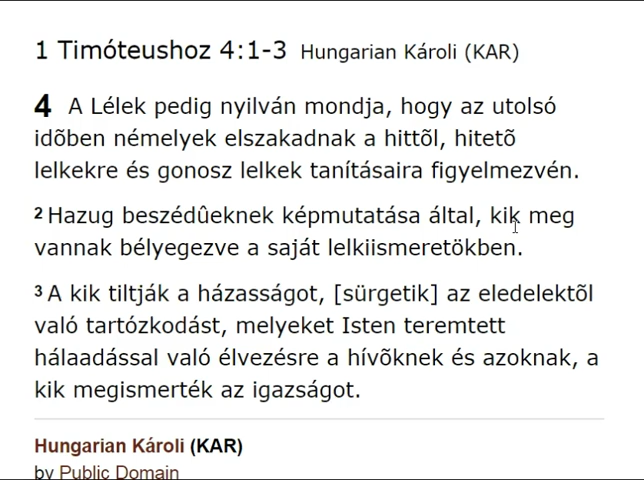 1 Timóteushoz 4:1-3 Hungarian Károli (KAR)
4 A Lélek pedig nyilván mondja, hogy az utolsó
idõben némelyek elszakadnak a hittõl, hitetõ
lelkekre és gonosz lelkek tanításaira figyelmezvén.
2 Hazug beszédûeknek képmutatása által, kik meg
vannak bélyegezve a saját lelkiismeretökben.
3 A kik tiltják a házasságot, [sürgetik] az eledelektõl
való tartózkodást, melyeket Isten teremtett
hálaadással való élvezésre a hívõknek és azoknak, a
kik megismerték az igazságot.
Hungarian Károli (KAR)
by Public Domain